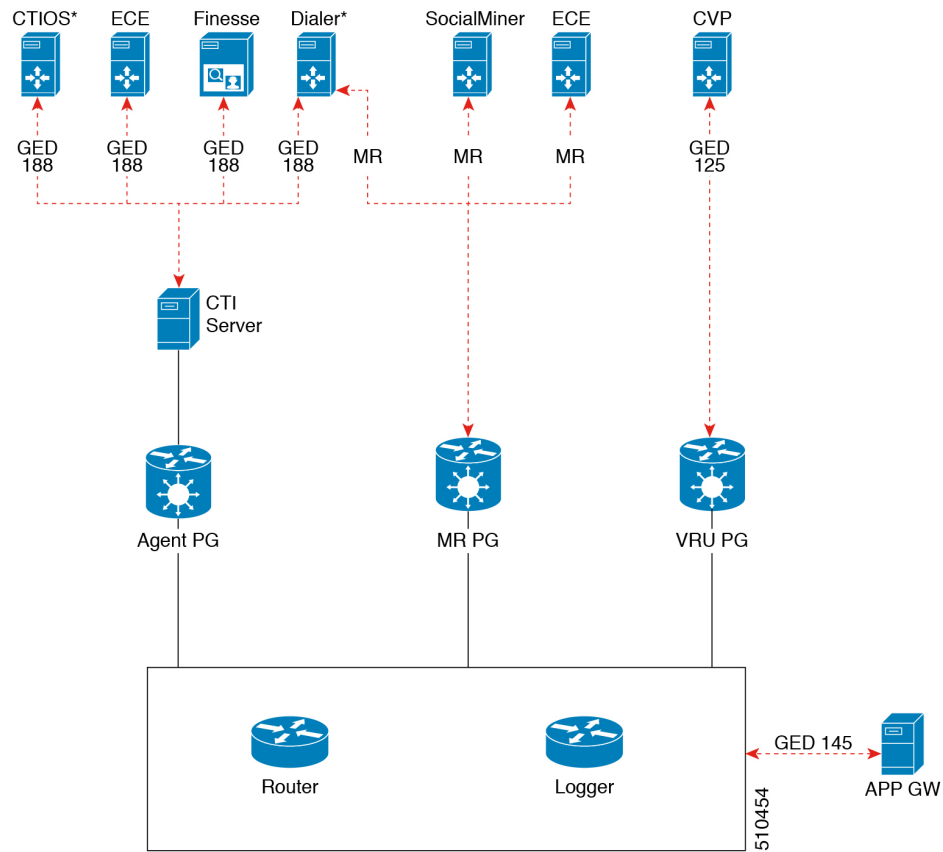 CTIOS* ECE Finesse Dialer* SocialMiner ECE CVP
GED 188
GED 188
GED 188
GED 188
MR
MR
MR
GED 125
CTI
Server
Agent PG
MR PG
VRU PG
Router
Logger
GED 145
APP GW
510454